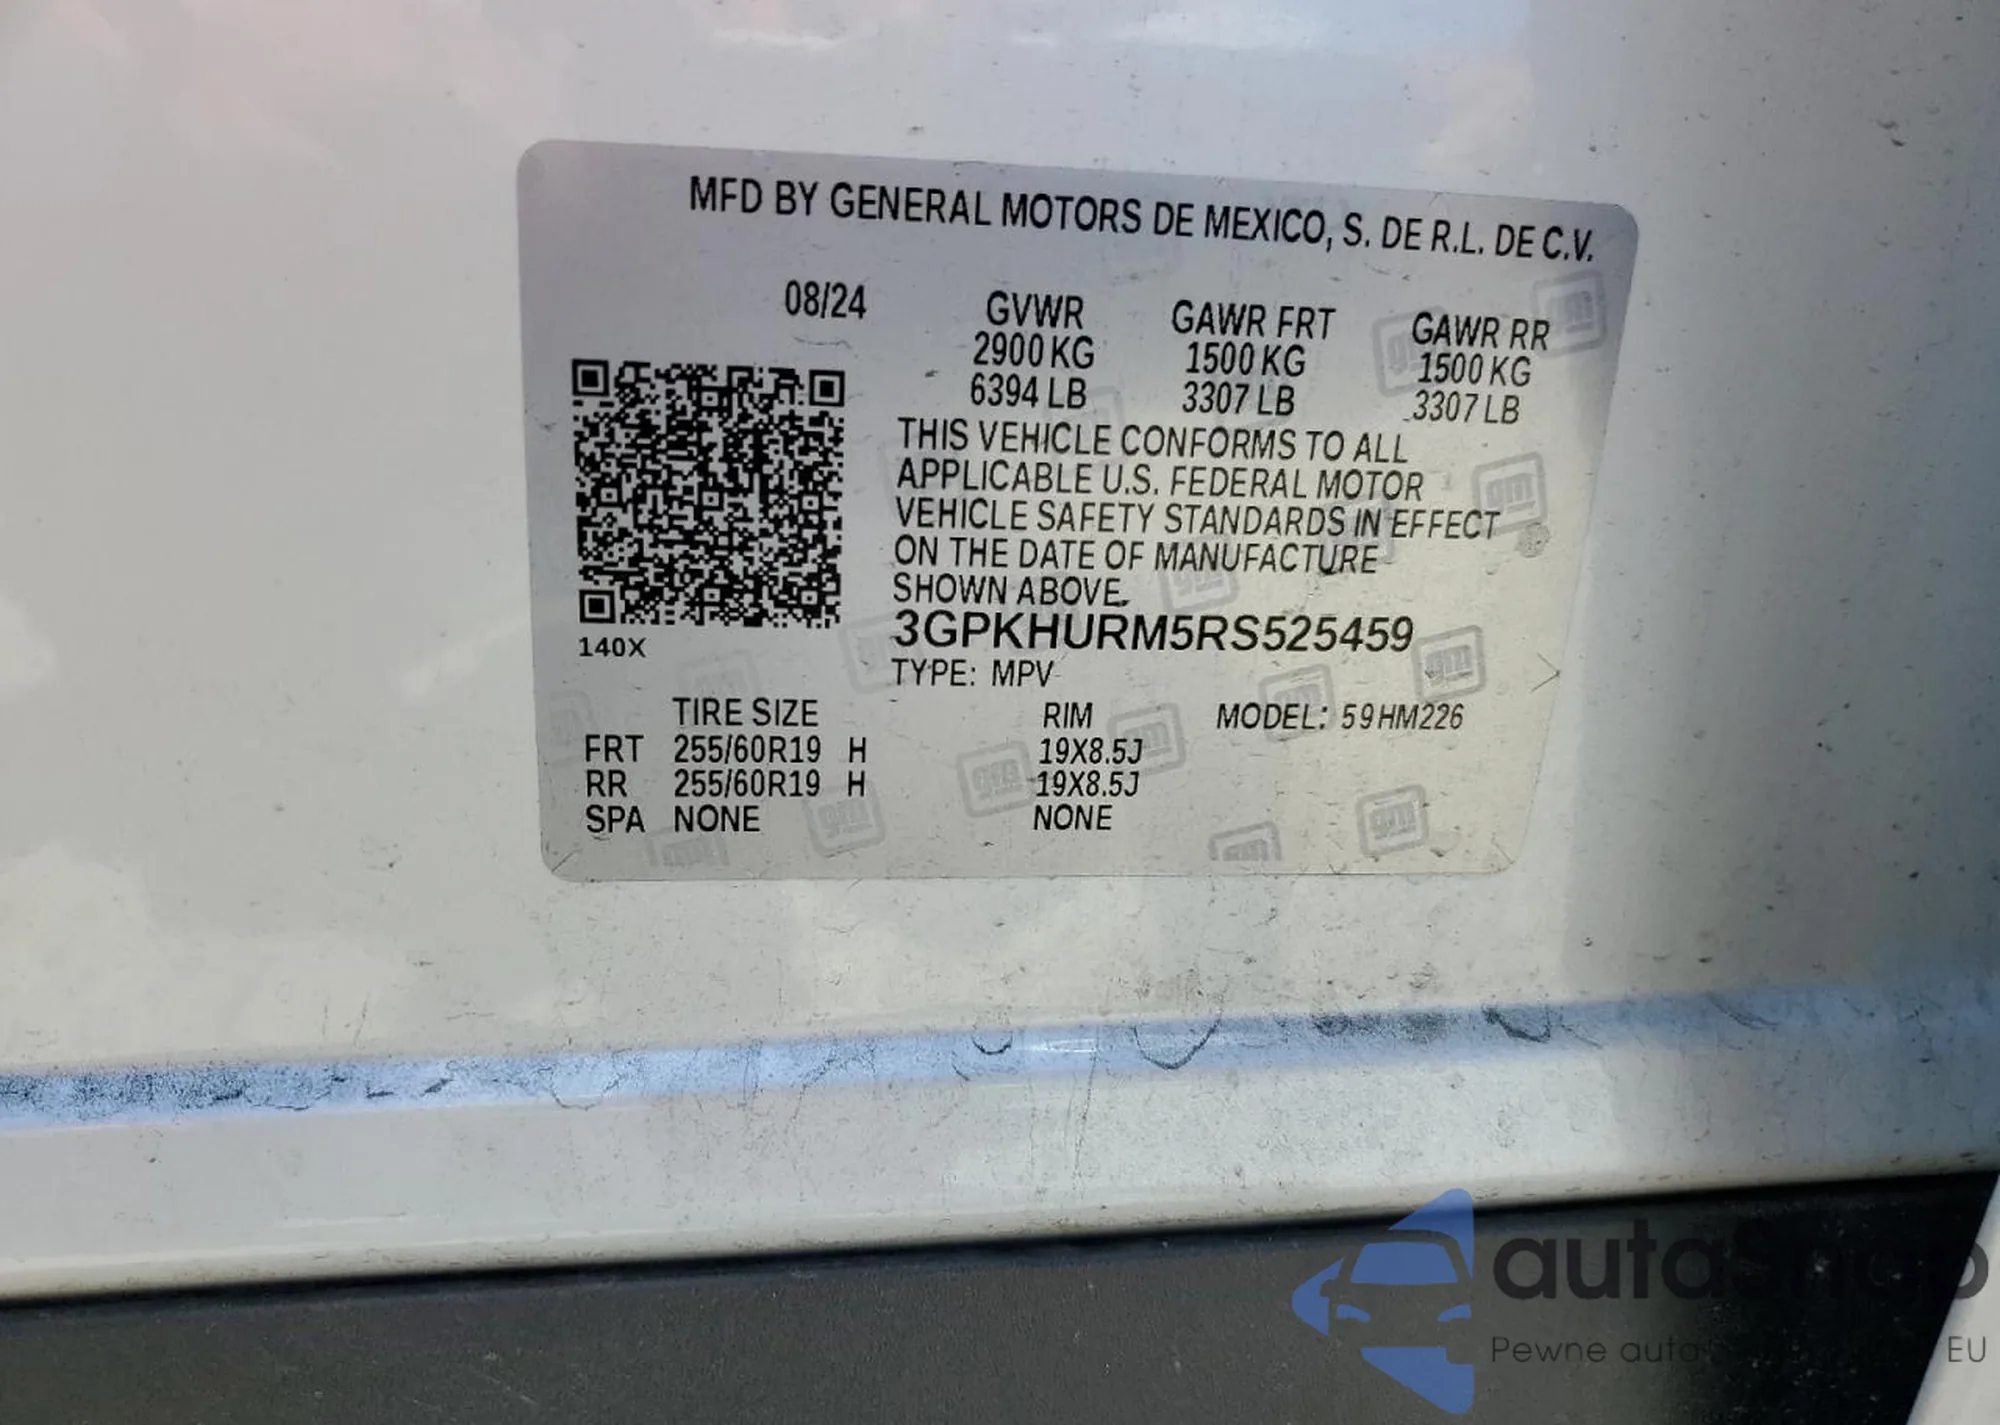 MFD BY GENERAL MOTORS DE MEXICO, S. DE R.L. DE C.V.
08/24
GVWR GAWR FRT GAWR RR
2900 KG 1500 KG 1500 KG
6394 LB 3307 LB 3307 LB
THIS VEHICLE CONFORMS TO ALL
APPLICABLE U.S. FEDERAL MOTOR
VEHICLE SAFETY STANDARDS IN EFFECT
ON THE DATE OF MANUFACTURE
SHOWN ABOVE.
3GPKHURM5RS525459
140X
TYPE: MPV
TIRE SIZE RIM MODEL: 59HM226
FRT 255/60R19 H 19X8.5J
RR 255/60R19 H 19X8.5J
SPA NONE NONE
gm
autaShop
Pewne auta EU